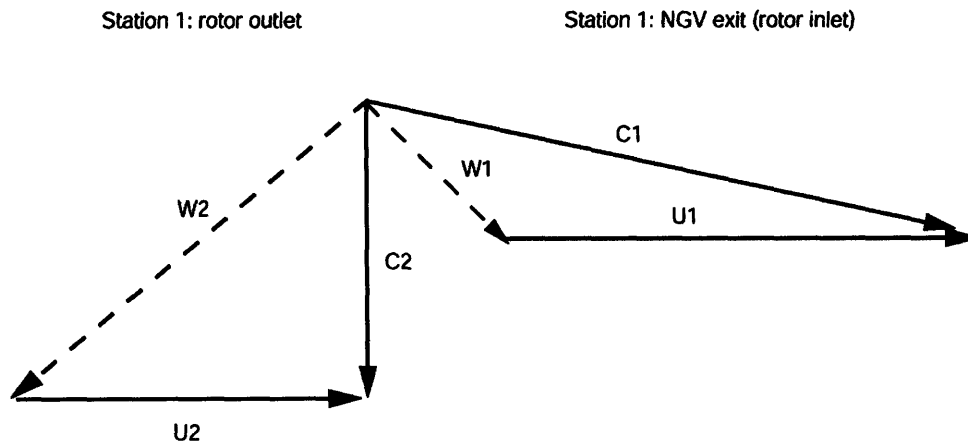 Station 1: rotor outlet
Station 1: NGV exit (rotor inlet)
C1
W1
W2
U1
C2
U2